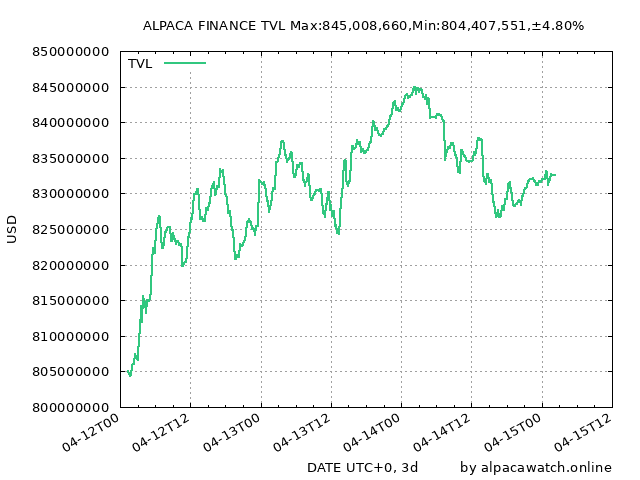 ALPACA FINANCE TVL Max:845,008,660,Min:804,407,551,±4.80%
850000000
TVL
845000000
840000000
835000000
830000000
USD
825000000
820000000
815000000
810000000
805000000
800000000
04-12T00
04-12T12
04-13T00
04-13T12
04-14T00
04-14T12
04-15T00
04-15T12
DATE UTC+0, 3d
by alpacawatch.online